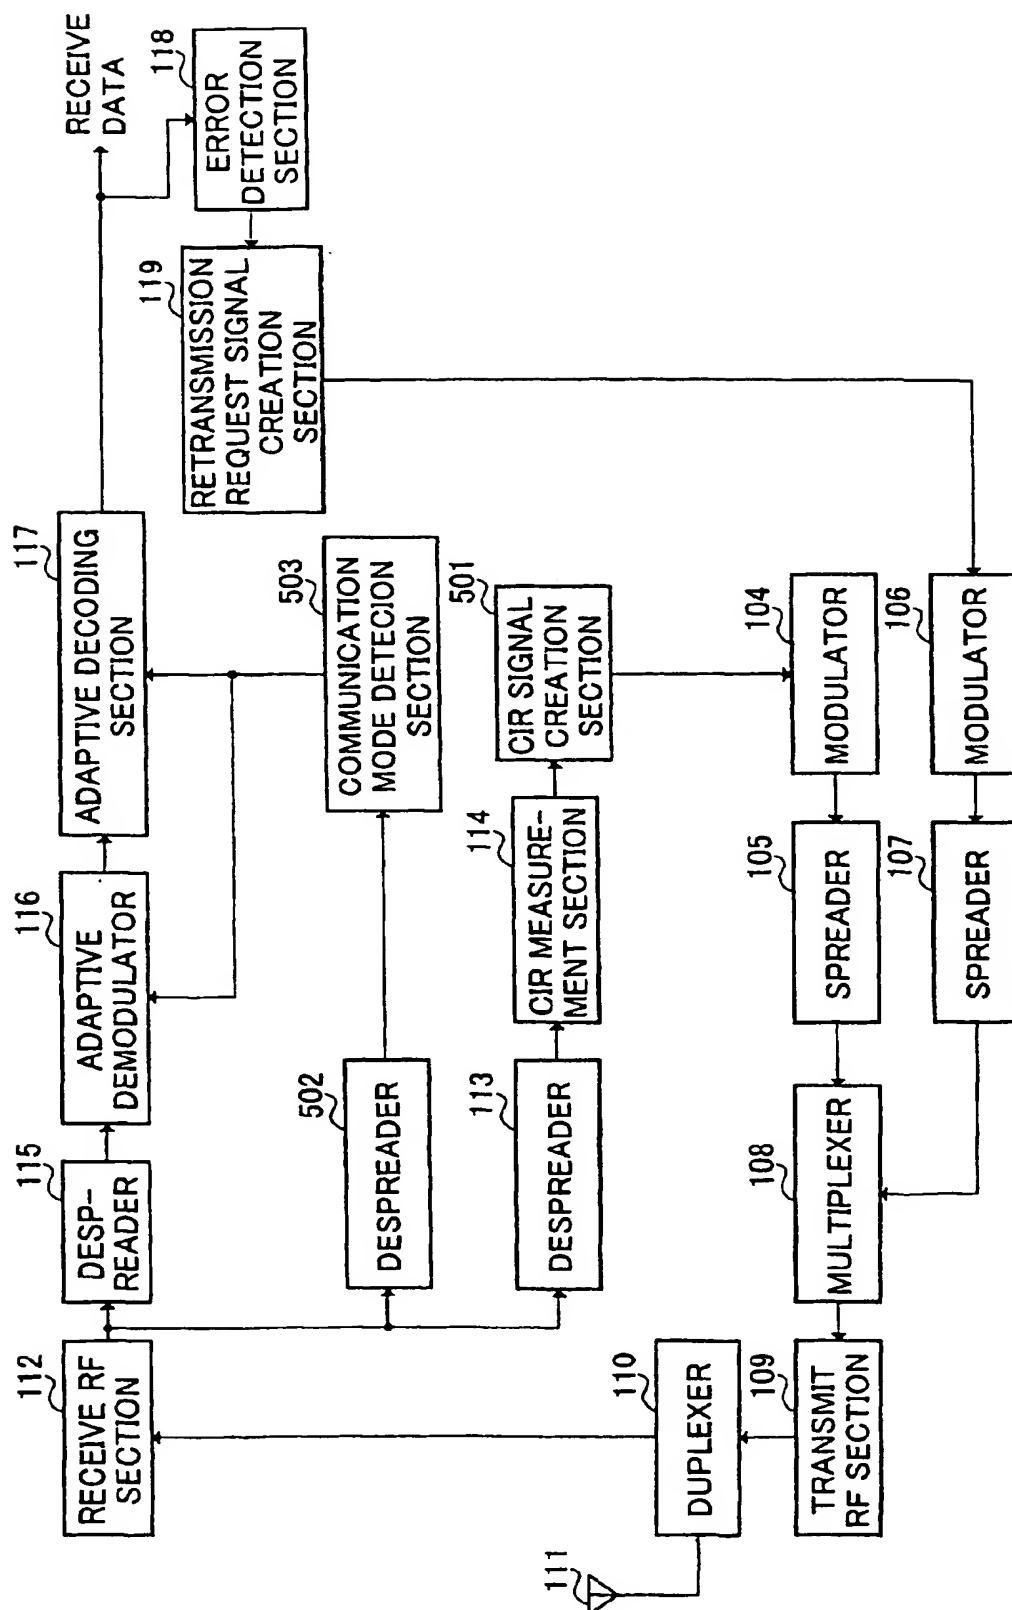 111
112
RECEIVE RF
SECTION
115
DESP-
READER
116
ADAPTIVE
DEMODULATOR
117
ADAPTIVE DECODING
SECTION
RECEIVE
DATA
118
ERROR
DETECTION
SECTION
119
RETRANSMISSION
REQUEST SIGNAL
CREATION
SECTION
502
DESPREADER
503
COMMUNICATION
MODE DETECION
SECTION
113
DESPREADER
114
CIR MEASURE-
MENT SECTION
501
CIR SIGNAL
CREATION
SECTION
110
DUPLEXER
109
TRANSMIT
RF SECTION
108
MULTIPLEXER
105
SPREADER
104
MODULATOR
107
SPREADER
106
MODULATOR